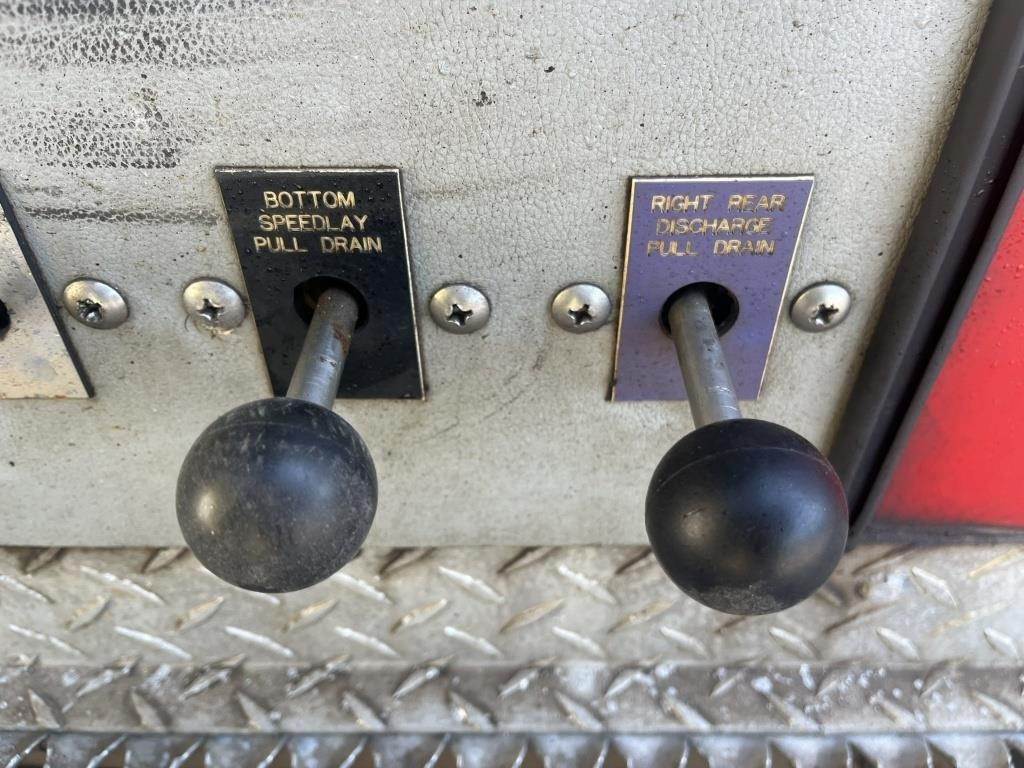 BOTTOM
SPEEDLAY
PULL DRAIN
RIGHT REAR
DISCHARGE
PULL DRAIN